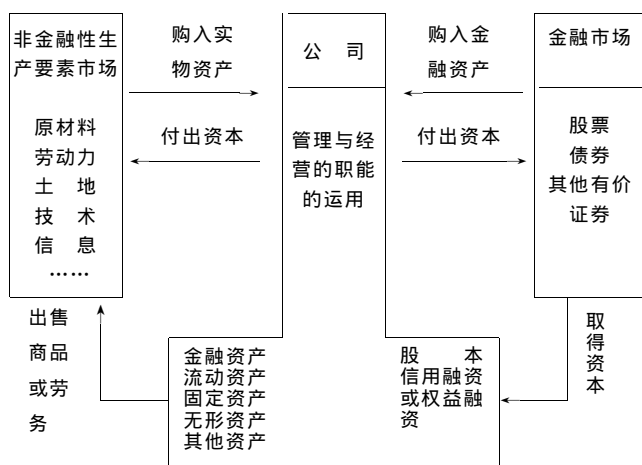 非金融性生
产要素市场
原材料
劳动力
土 地
技 术
信 息
……
购入实
物资产
付出资本
公 司
管理与经
营的职能
的运用
购入金
融资产
付出资本
金融市场
股票
债券
其他有价
证券
出售
商品
或劳
务
金融资产
流动资产
固定资产
无形资产
其他资产
股 本
信用融资
或权益融
资
取
得
资
本